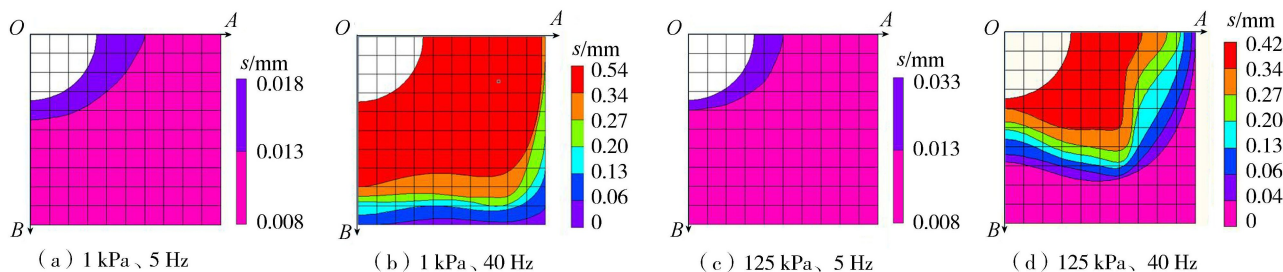 O
A
s/mm
0.018
0.013
0.008
B
(a) 1 kPa、5 Hz
O
A
s/mm
0.54
0.34
0.27
0.20
0.13
0.06
0
B
(b) 1 kPa、40 Hz
O
A
s/mm
0.033
0.013
0.008
B
(c) 125 kPa、5 Hz
O
A
s/mm
0.42
0.34
0.27
0.20
0.13
0.06
0.04
0
B
(d) 125 kPa、40 Hz